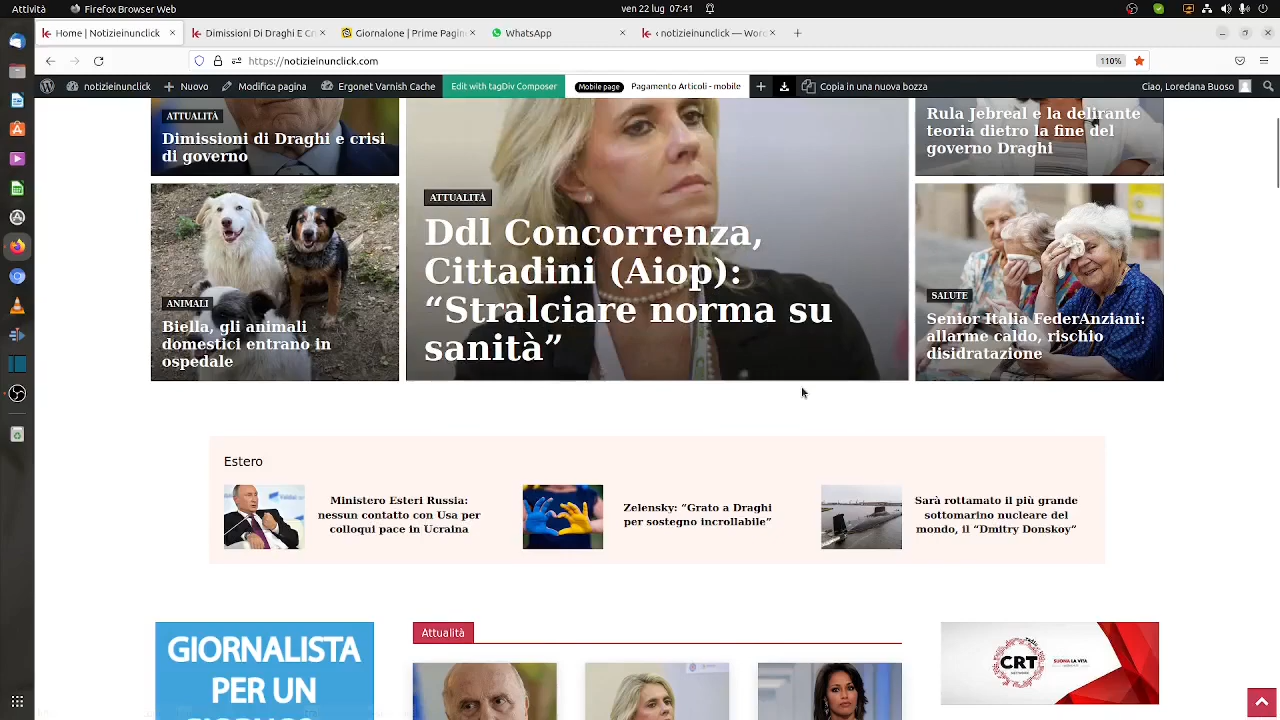 Attività
Firefox Browser Web
ven 22 lug 07:41
Home | Notizieinunclick
Dimissioni Di Draghi E Cr
Giornalone | Prime Pagin
WhatsApp
‹ notizieinunclick — Worc
https://notizieinunclick.com
110%
notizieinunclick
Nuovo
Modifica pagina
Ergonet Varnish Cache
Edit with tagDiv Composer
Mobile page
Pagamento Articoli - mobile
Copia in una nuova bozza
Ciao, Loredana Buoso
ATTUALITÀ
Dimissioni di Draghi e crisi
di governo
ATTUALITÀ
Ddl Concorrenza,
Cittadini (Aiop):
“Stralciare norma su
sanità”
Rula Jebreal e la delirante
teoria dietro la fine del
governo Draghi
ANIMALI
Biella, gli animali
domestici entrano in
ospedale
SALUTE
Senior Italia FederAnziani:
allarme caldo, rischio
disidratazione
Estero
Ministero Esteri Russia:
nessun contatto con Usa per
colloqui pace in Ucraina
Zelensky: “Grato a Draghi
per sostegno incrollabile”
Sarà rottamato il più grande
sottomarino nucleare del
mondo, il “Dmitry Donskoy”
GIORNALISTA
PER UN
Attualità
CRT
SUONA LA VITA